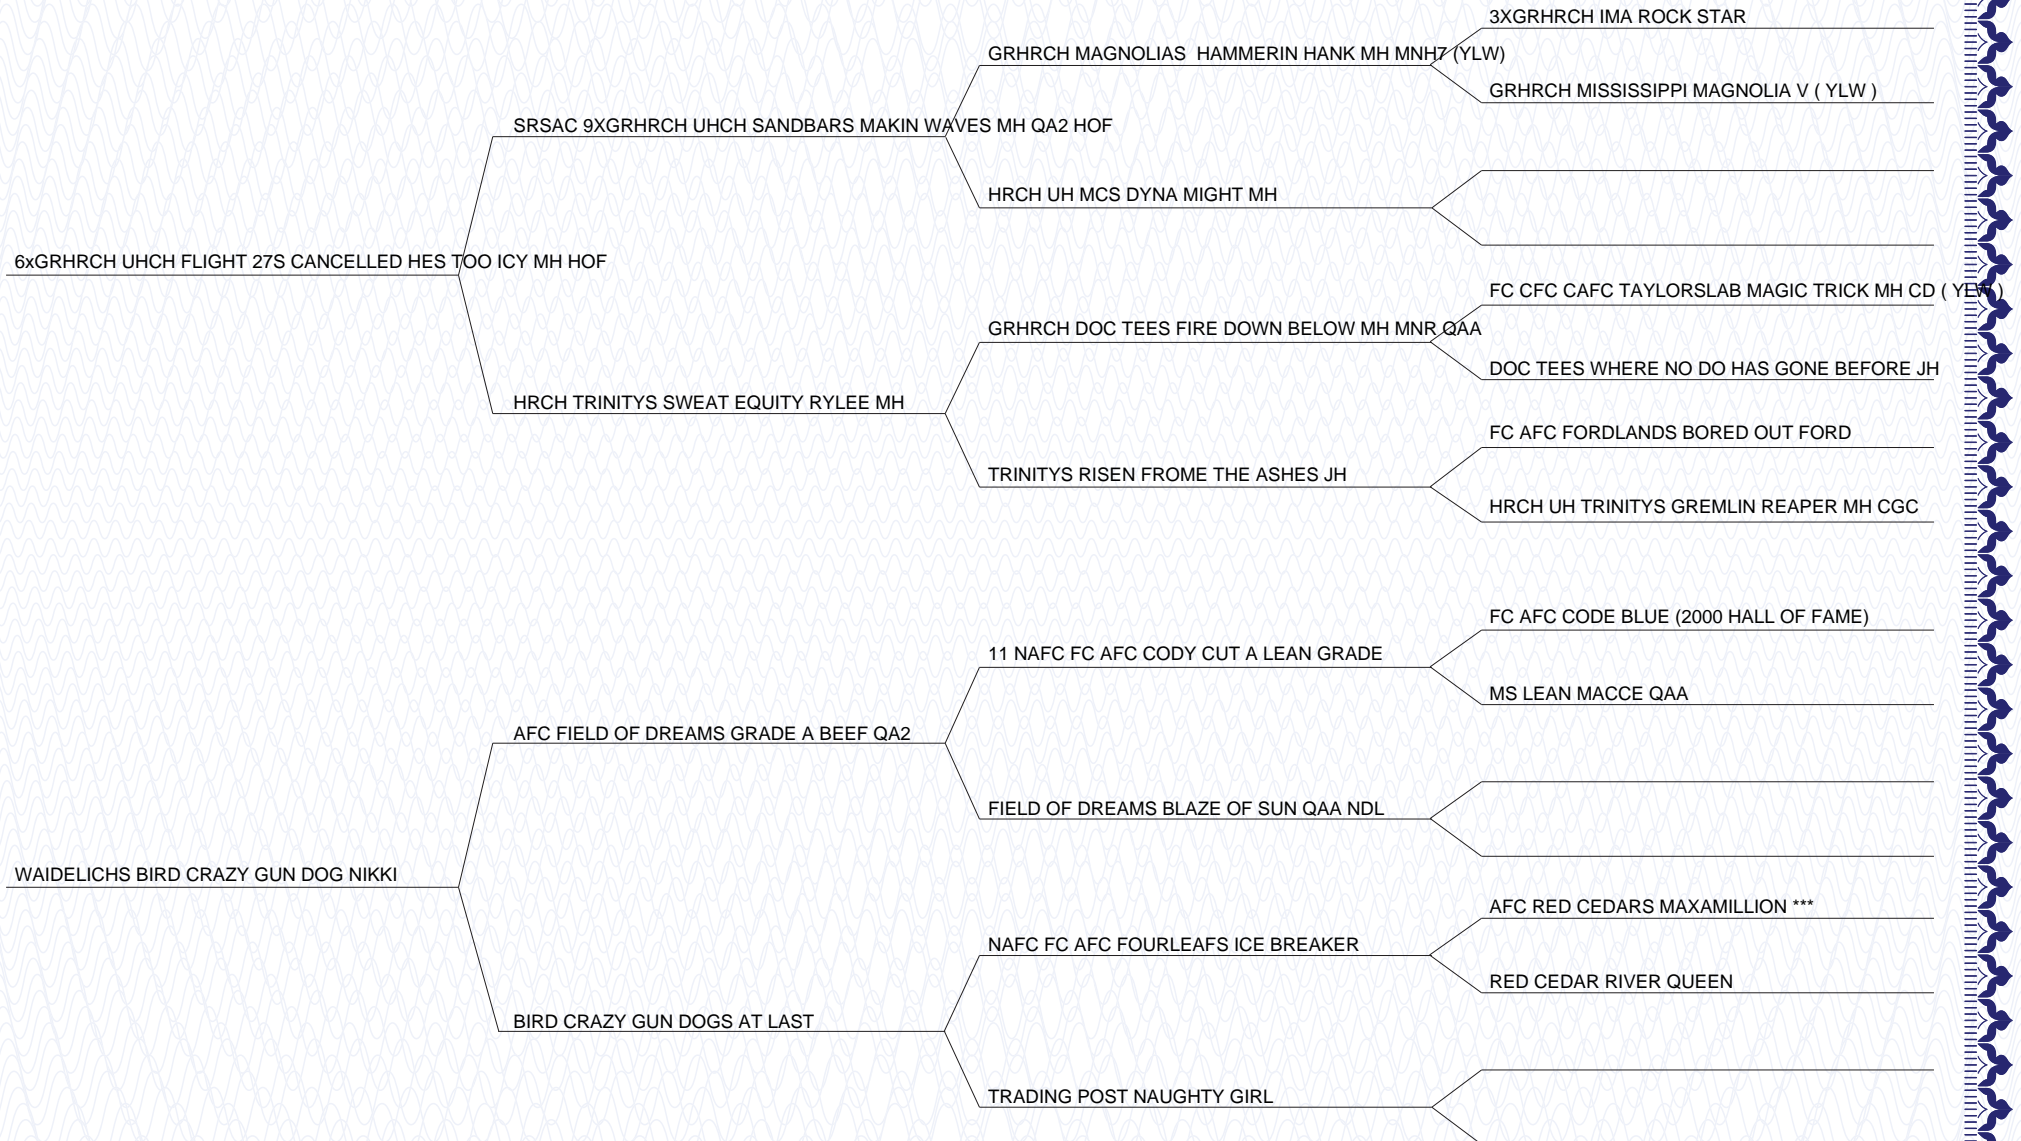 3XGRHRCH IMA ROCK STAR
GRHRCH MAGNOLIAS  HAMMERIN HANK MH MNH7 (YLW)
GRHRCH MISSISSIPPI MAGNOLIA V ( YLW )
SRSAC 9XGRHRCH UHCH SANDBARS MAKIN WAVES MH QA2 HOF
HRCH UH MCS DYNA MIGHT MH
6xGRHRCH UHCH FLIGHT 27S CANCELLED HES TOO ICY MH HOF
FC CFC CAFC TAYLORSLAB MAGIC TRICK MH CD ( YLW )
GRHRCH DOC TEES FIRE DOWN BELOW MH MNR QAA
DOC TEES WHERE NO DO HAS GONE BEFORE JH
HRCH TRINITYS SWEAT EQUITY RYLEE MH
FC AFC FORDLANDS BORED OUT FORD
TRINITYS RISEN FROME THE ASHES JH
HRCH UH TRINITYS GREMLIN REAPER MH CGC
FC AFC CODE BLUE (2000 HALL OF FAME)
11 NAFC FC AFC CODY CUT A LEAN GRADE
MS LEAN MACCE QAA
AFC FIELD OF DREAMS GRADE A BEEF QA2
FIELD OF DREAMS BLAZE OF SUN QAA NDL
WAIDELICHS BIRD CRAZY GUN DOG NIKKI
AFC RED CEDARS MAXAMILLION ***
NAFC FC AFC FOURLEAFS ICE BREAKER
RED CEDAR RIVER QUEEN
BIRD CRAZY GUN DOGS AT LAST
TRADING POST NAUGHTY GIRL